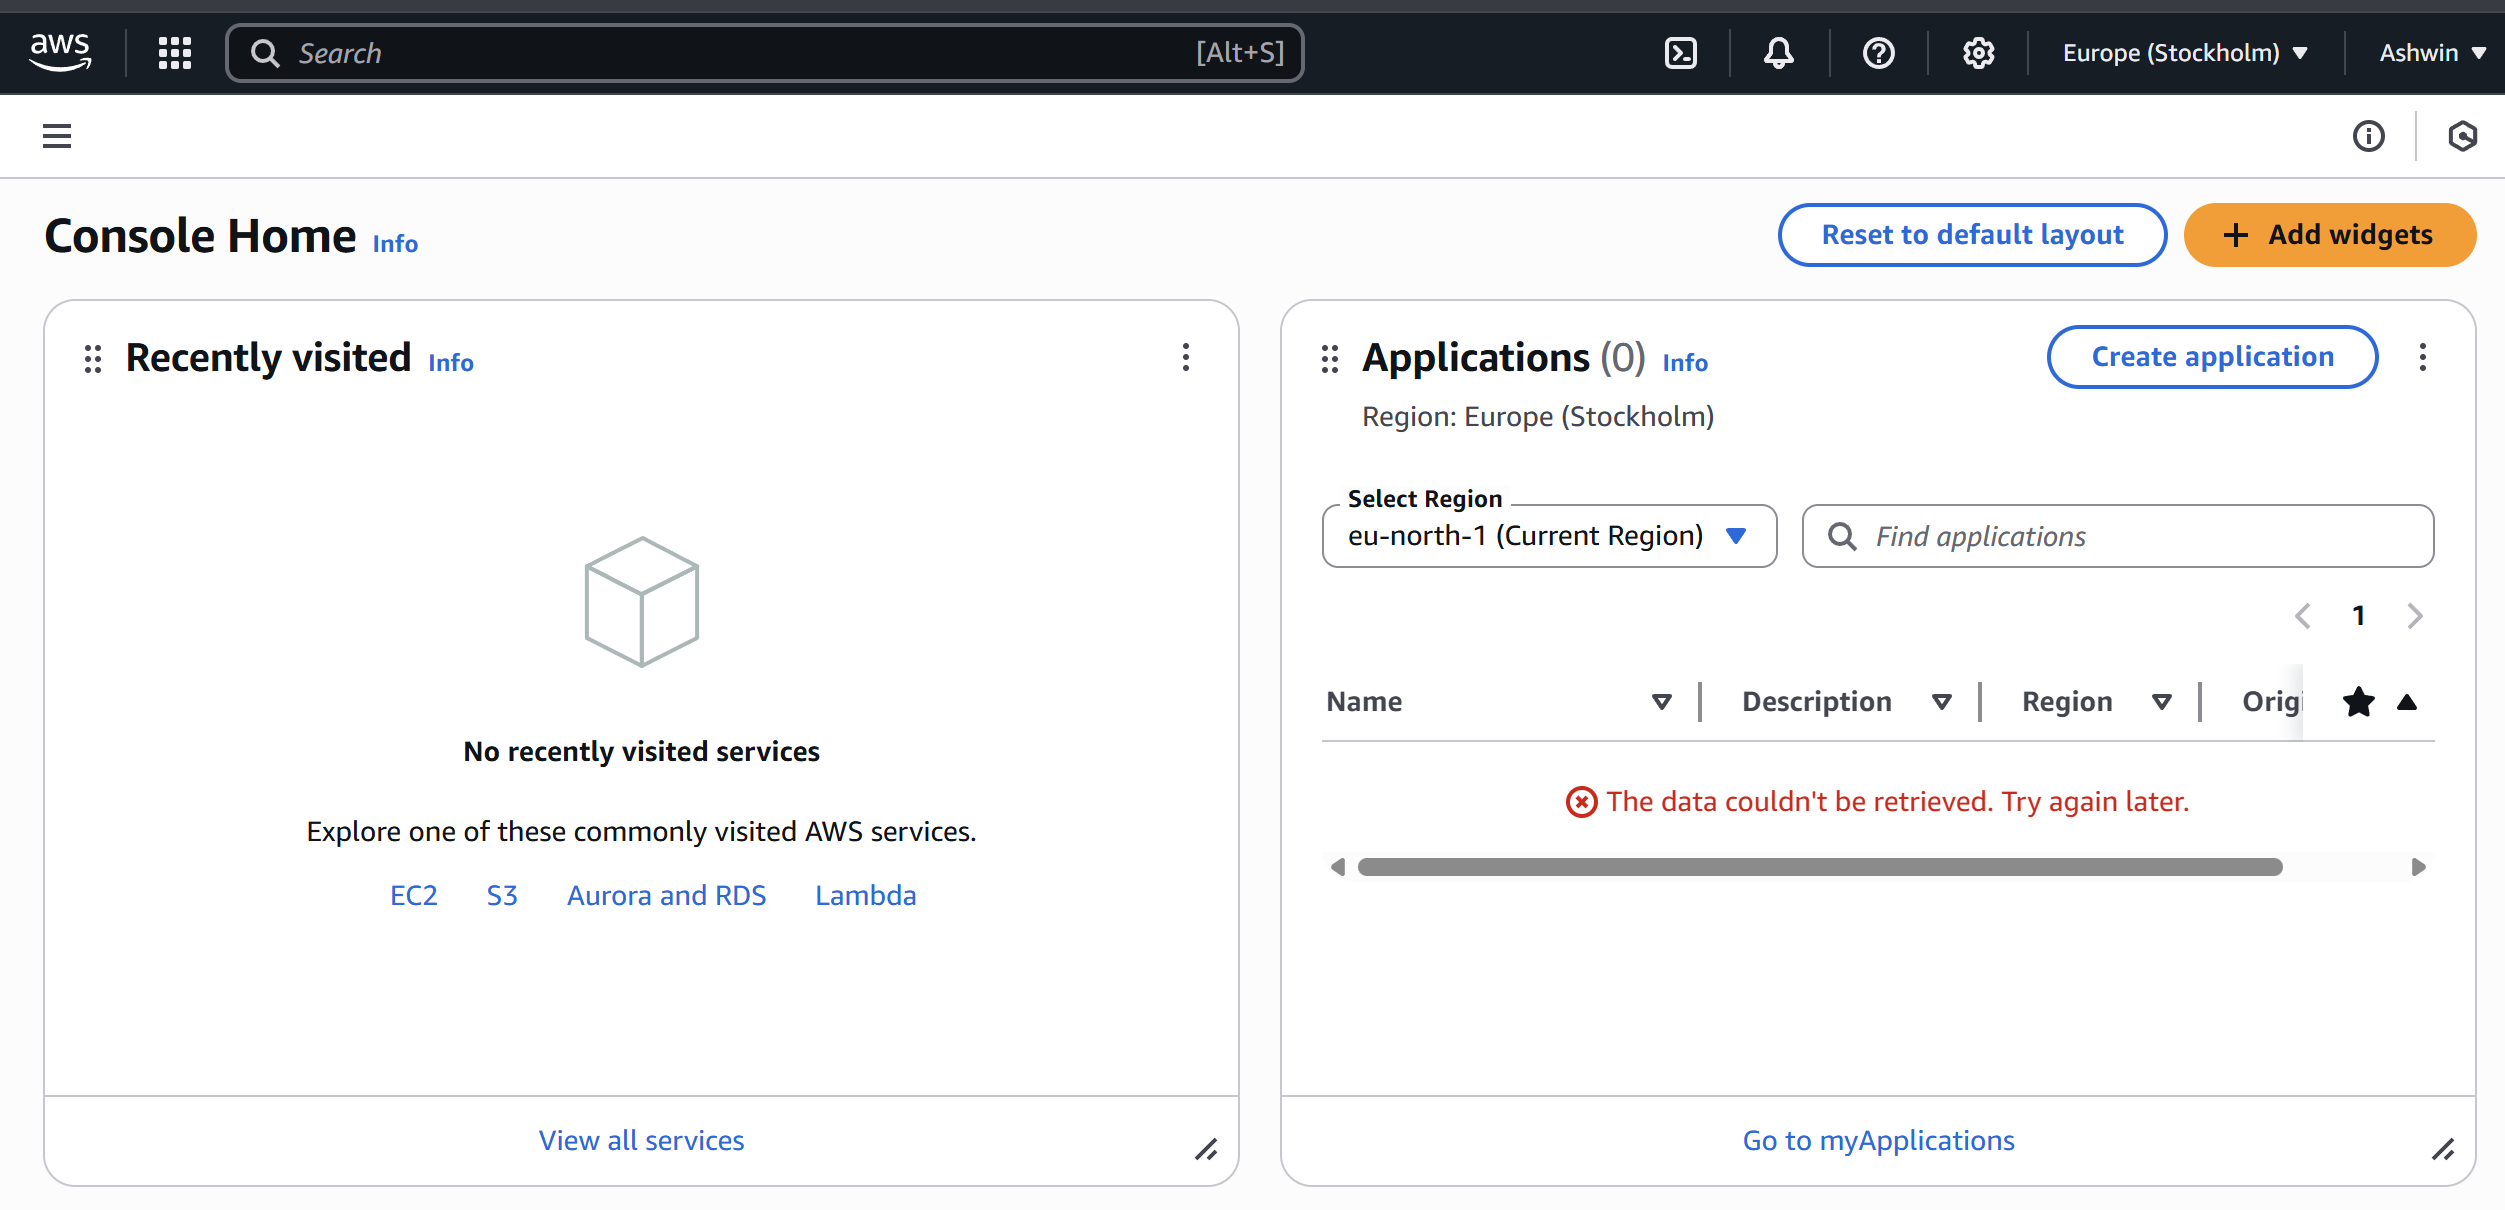 aws
Search [Alt+S]
Europe (Stockholm)
Ashwin
Console Home Info
Reset to default layout
Add widgets
Recently visited Info
No recently visited services
Explore one of these commonly visited AWS services.
EC2 S3 Aurora and RDS Lambda
View all services
Applications (0) Info
Create application
Region: Europe (Stockholm)
Select Region
eu-north-1 (Current Region)
Find applications
1
Name Description Region Origi
The data couldn't be retrieved. Try again later.
Go to myApplications